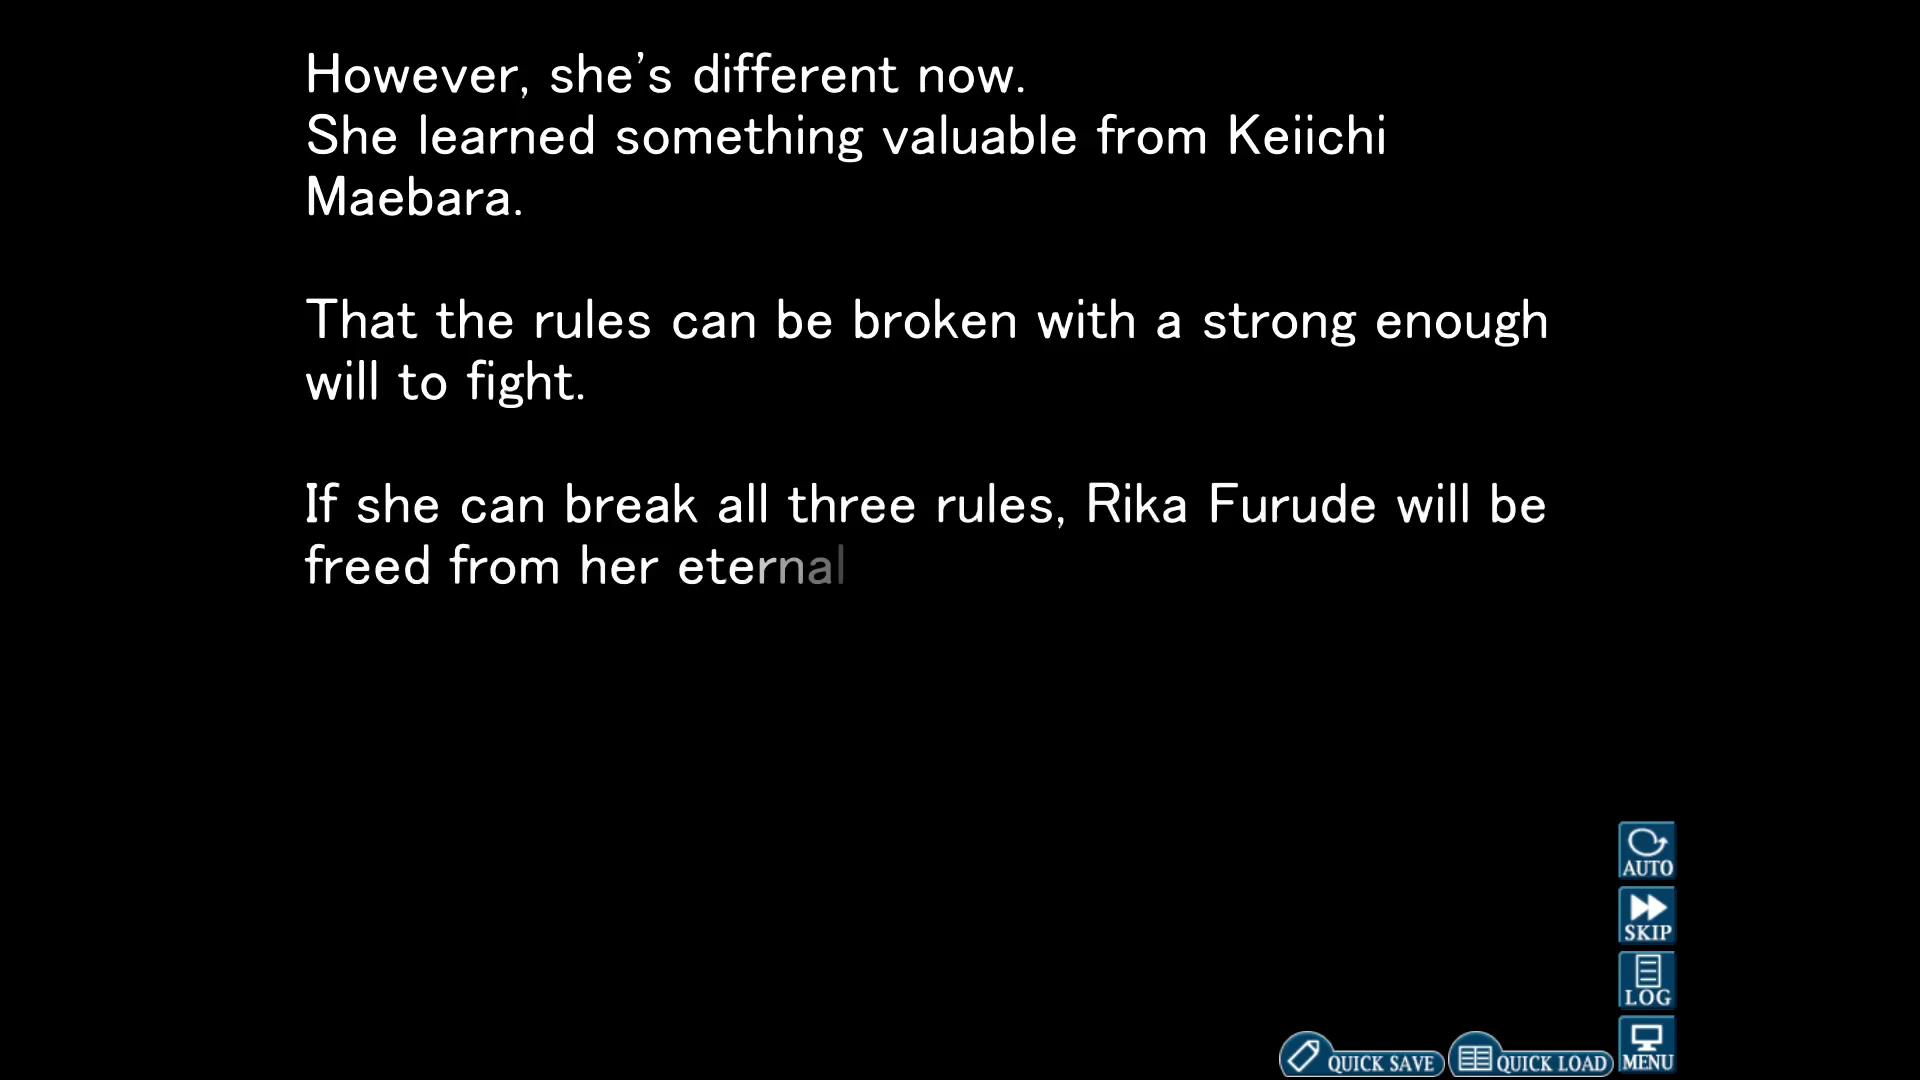 However, she’s different now.
She learned something valuable from Keiichi
Maebara.
That the rules can be broken with a strong enough
will to fight.
If she can break all three rules, Rika Furude will be
freed from her eternal
AUTO
SKIP
LOG
MENU
QUICK SAVE
QUICK LOAD